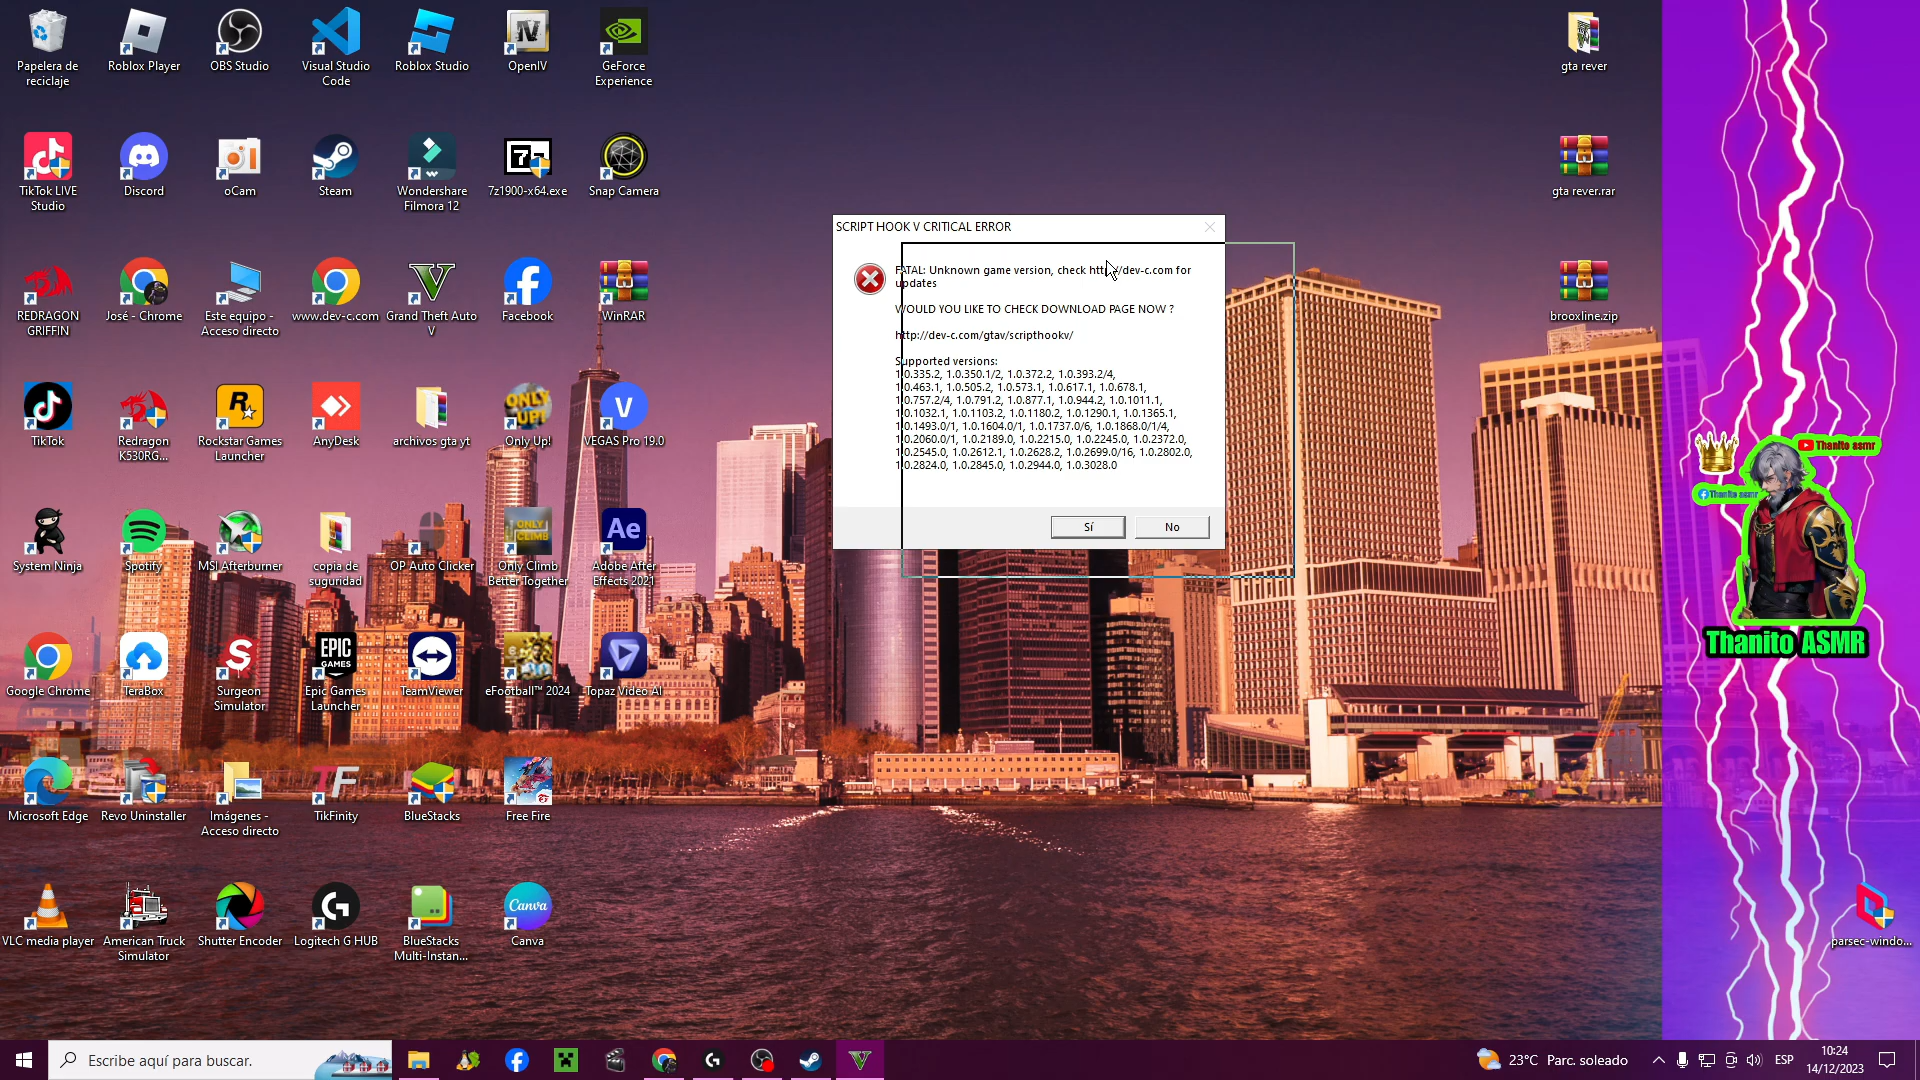 Papelera de
reciclaje
Roblox Player
OBS Studio
Visual Studio
Code
Roblox Studio
OpenIV
GeForce
Experience
gta rever
TikTok LIVE
Studio
Discord
oCam
Steam
Wondershare
Filmora 12
7z1900-x64.exe
Snap Camera
gta rever.rar
REDRAGON
GRIFFIN
José - Chrome
Este equipo -
Acceso directo
www.dev-c.com
Grand Theft Auto
V
Facebook
WinRAR
brooxline.zip
SCRIPT HOOK V CRITICAL ERROR
FATAL: Unknown game version, check http://dev-c.com for
updates
WOULD YOU LIKE TO CHECK DOWNLOAD PAGE NOW ?
http://dev-c.com/gtav/scripthookv/
Supported versions:
1.0.335.2, 1.0.350.1/2, 1.0.372.2, 1.0.393.2/4,
1.0.463.1, 1.0.505.2, 1.0.573.1, 1.0.617.1, 1.0.678.1,
1.0.757.2/4, 1.0.791.2, 1.0.877.1, 1.0.944.2, 1.0.1011.1,
1.0.1032.1, 1.0.1103.2, 1.0.1180.2, 1.0.1290.1, 1.0.1365.1,
1.0.1493.0/1, 1.0.1604.0/1, 1.0.1737.0/6, 1.0.1868.0/1/4,
1.0.2060.0/1, 1.0.2189.0, 1.0.2215.0, 1.0.2245.0, 1.0.2372.0,
1.0.2545.0, 1.0.2612.1, 1.0.2628.2, 1.0.2699.0/16, 1.0.2802.0,
1.0.2824.0, 1.0.2845.0, 1.0.2944.0, 1.0.3028.0
Sí
No
TikTok
Redragon
K530RG...
Rockstar Games
Launcher
AnyDesk
archivos gta yt
ONLY
UP!
Only Up!
V
VEGAS Pro 19.0
System Ninja
Spotify
MSI Afterburner
copia de
suguridad
OP Auto Clicker
ONLY
CLIMB
Only Climb
Better Together
Ae
Adobe After
Effects 2021
Thanito asmr
Thanito asmr
Thanito ASMR
Google Chrome
TeraBox
Surgeon
Simulator
EPIC
GAMES
Epic Games
Launcher
TeamViewer
eFootball™ 2024
Topaz Video AI
Microsoft Edge
Revo Uninstaller
Imágenes -
Acceso directo
TF
TikFinity
BlueStacks
Free Fire
VLC media player
American Truck
Simulator
Shutter Encoder
Logitech G HUB
BlueStacks
Multi-Instan...
Canva
Canva
parsec-windo...
Escribe aquí para buscar.
23°C Parc. soleado
ESP
10:24
14/12/2023